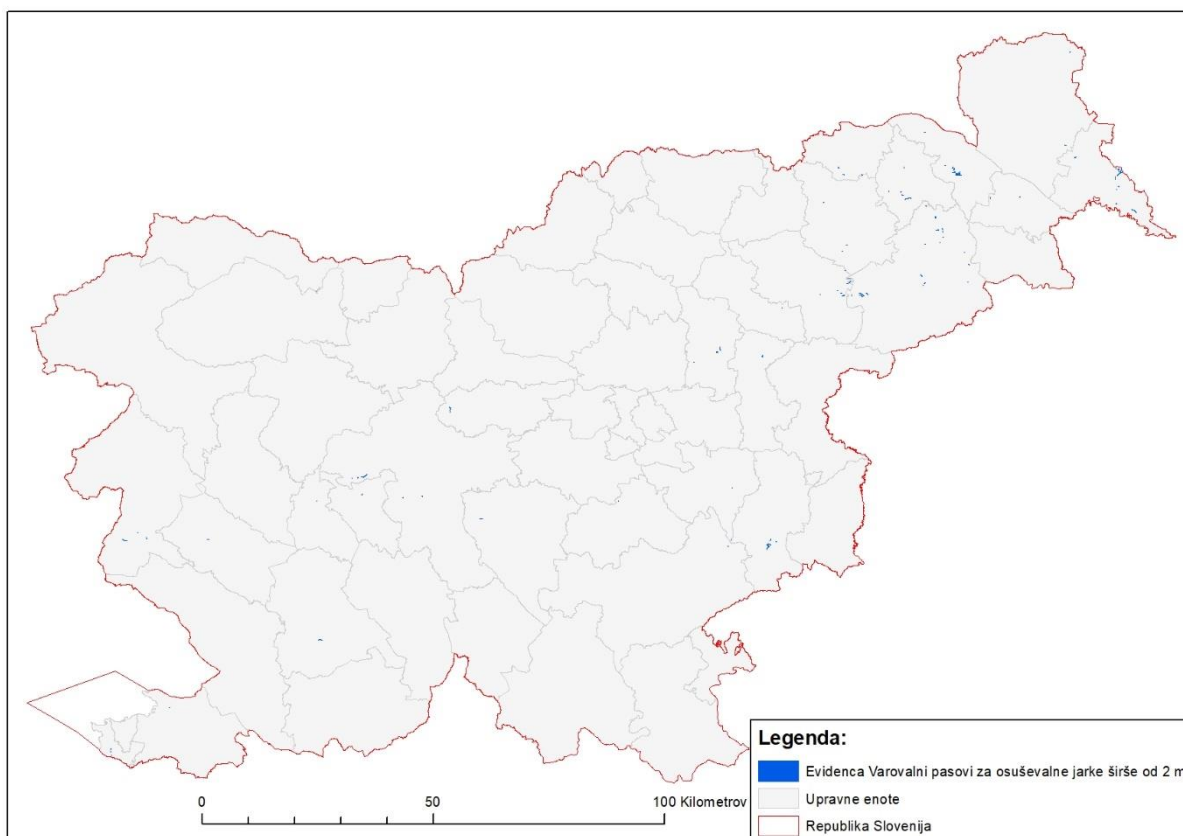 Legenda:
Evidenca Varovalni pasovi za osuševalne jarke širše od 2 m
Upravne enote
Republika Slovenija
0 50 100 Kilometrov